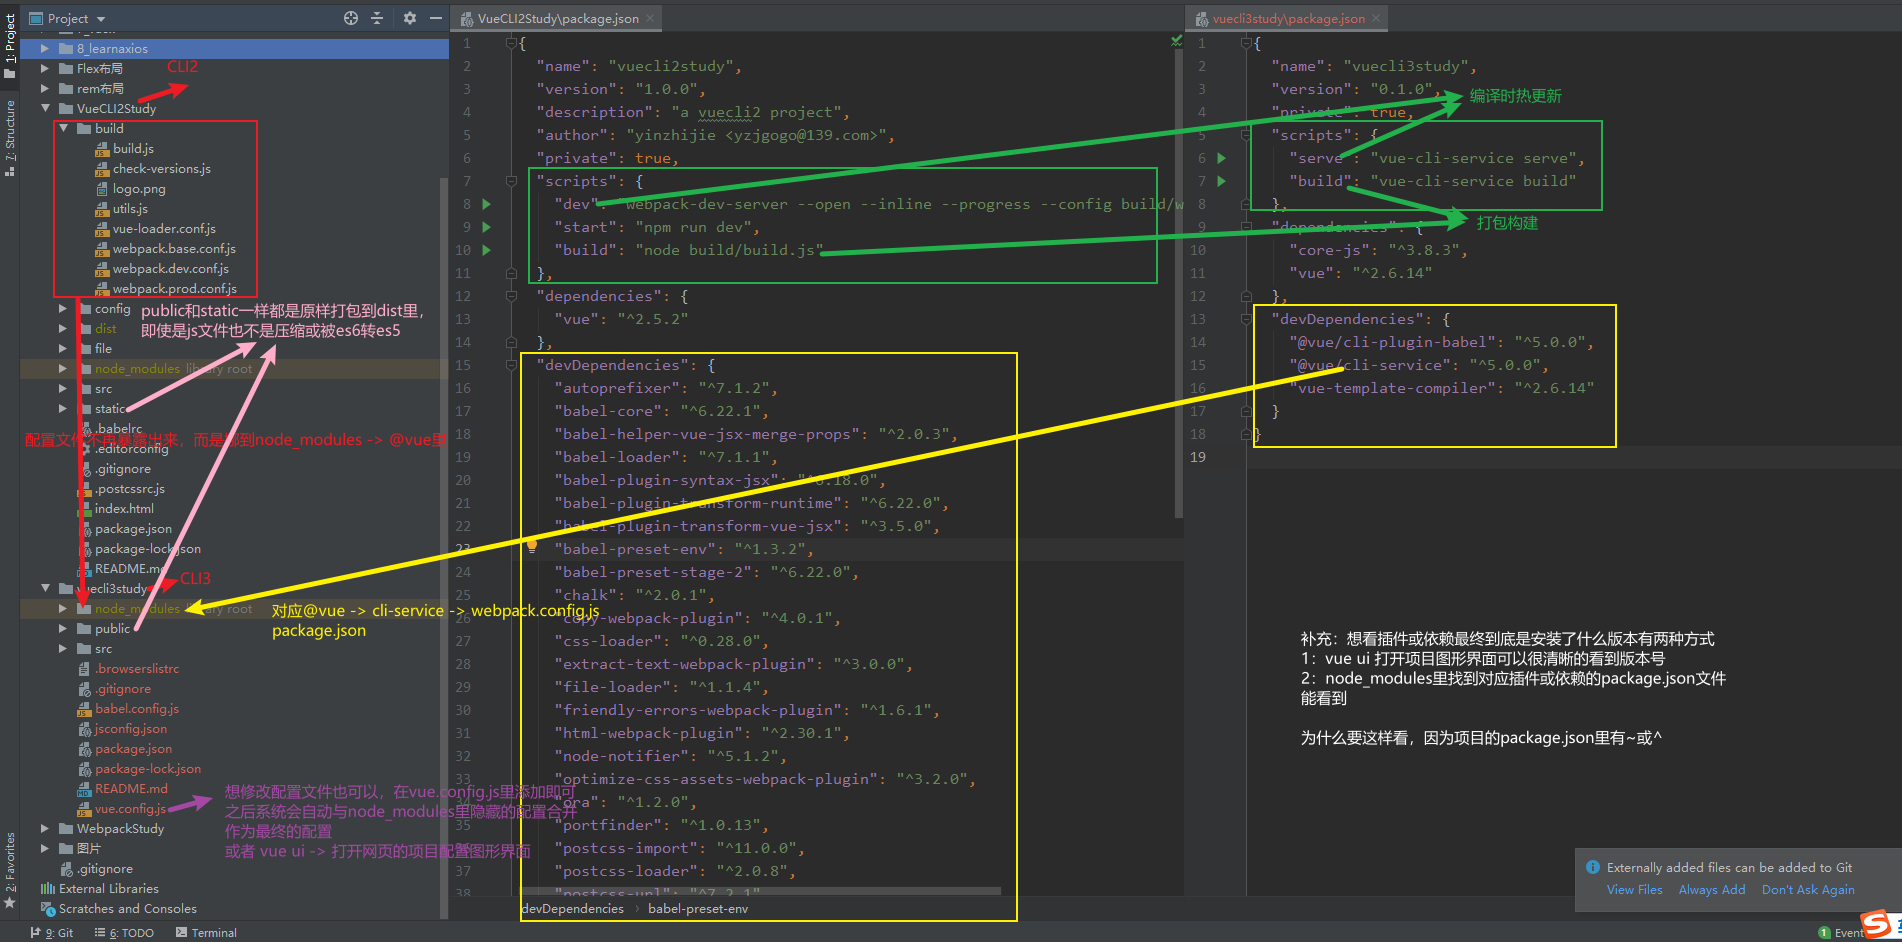 Project
VueCLI2Study\package.json
vuecli3study\package.json
1: Project
7: Structure
2: Favorites
8_learnaxios
Flex布局
CLI2
rem布局
VueCLI2Study
build
build.js
check-versions.js
logo.png
utils.js
vue-loader.conf.js
webpack.base.conf.js
webpack.dev.conf.js
webpack.prod.conf.js
config
public和static一样都是原样打包到dist里，
dist
即使是js文件也不是压缩或被es6转es5
file
node_modules library root
src
static
.babelrc
配置文件不再暴露出来，而是挪到node_modules -> @vue里
.editorconfig
.gitignore
.postcssrc.js
index.html
package.json
package-lock.json
README.md
CLI3
vuecli3study
node_modules library root
对应@vue -> cli-service -> webpack.config.js
package.json
public
src
.browserslistrc
.gitignore
babel.config.js
jsconfig.json
package.json
package-lock.json
README.md
vue.config.js
想修改配置文件也可以，在vue.config.js里添加即可
之后系统会自动与node_modules里隐藏的配置合并
作为最终的配置
或者 vue ui -> 打开网页的项目配置图形界面
WebpackStudy
图片
.gitignore
External Libraries
Scratches and Consoles
1 {
2 "name": "vuecli2study",
3 "version": "1.0.0",
4 "description": "a vuecli2 project",
5 "author": "yinzhijie <yzjgogo@139.com>",
6 "private": true,
7 "scripts": {
8 "dev": "webpack-dev-server --open --inline --progress --config build/w
9 "start": "npm run dev",
10 "build": "node build/build.js"
11 },
12 "dependencies": {
13 "vue": "^2.5.2"
14 },
15 "devDependencies": {
16 "autoprefixer": "^7.1.2",
17 "babel-core": "^6.22.1",
18 "babel-helper-vue-jsx-merge-props": "^2.0.3",
19 "babel-loader": "^7.1.1",
20 "babel-plugin-syntax-jsx": "^6.18.0",
21 "babel-plugin-transform-runtime": "^6.22.0",
22 "babel-plugin-transform-vue-jsx": "^3.5.0",
23 "babel-preset-env": "^1.3.2",
24 "babel-preset-stage-2": "^6.22.0",
25 "chalk": "^2.0.1",
26 "copy-webpack-plugin": "^4.0.1",
27 "css-loader": "^0.28.0",
28 "extract-text-webpack-plugin": "^3.0.0",
29 "file-loader": "^1.1.4",
30 "friendly-errors-webpack-plugin": "^1.6.1",
31 "html-webpack-plugin": "^2.30.1",
32 "node-notifier": "^5.1.2",
33 "optimize-css-assets-webpack-plugin": "^3.2.0",
34 "ora": "^1.2.0",
35 "portfinder": "^1.0.13",
36 "postcss-import": "^11.0.0",
37 "postcss-loader": "^2.0.8",
38 "postcss-url": "^7.2.1"
devDependencies › babel-preset-env
1 {
2 "name": "vuecli3study",
3 "version": "0.1.0",
编译时热更新
4 "private": true,
5 "scripts": {
6 "serve": "vue-cli-service serve",
7 "build": "vue-cli-service build"
8 },
打包构建
9 "dependencies": {
10 "core-js": "^3.8.3",
11 "vue": "^2.6.14"
12 },
13 "devDependencies": {
14 "@vue/cli-plugin-babel": "^5.0.0",
15 "@vue/cli-service": "^5.0.0",
16 "vue-template-compiler": "^2.6.14"
17 }
18 }
19
补充：想看插件或依赖最终到底是安装了什么版本有两种方式
1：vue ui 打开项目图形界面可以很清晰的看到版本号
2：node_modules里找到对应插件或依赖的package.json文件
能看到
为什么要这样看，因为项目的package.json里有~或^
Externally added files can be added to Git
View Files Always Add Don't Ask Again
9: Git
6: TODO
Terminal
1 Event